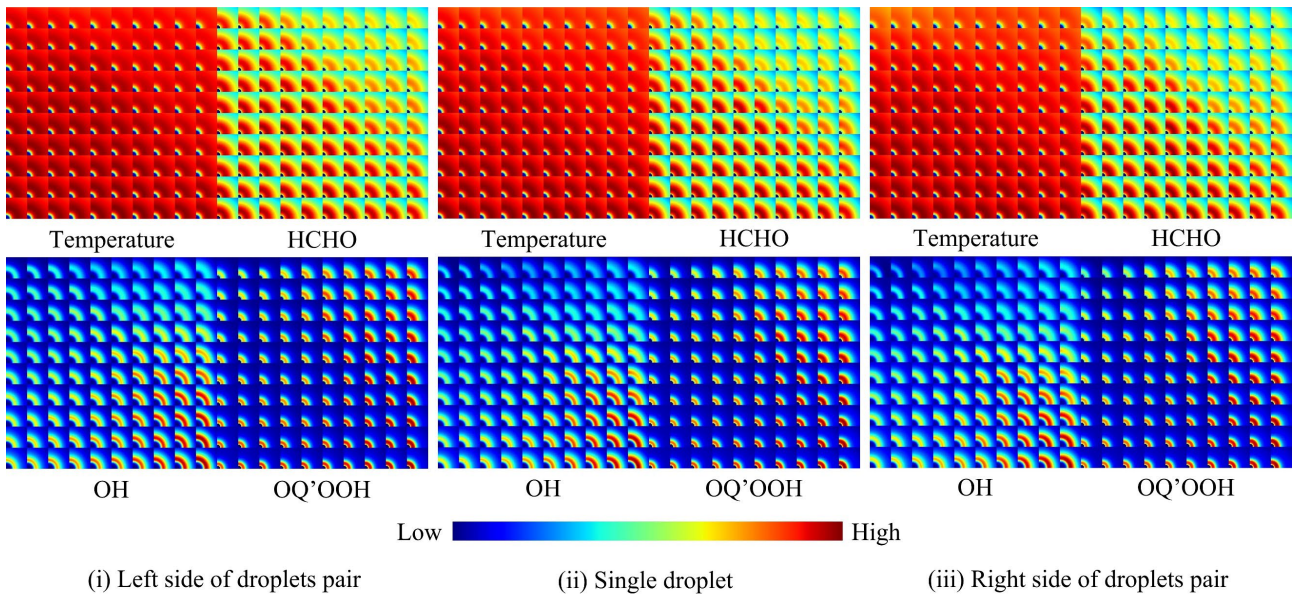 Temperature HCHO Temperature HCHO Temperature HCHO
OH OQ’OOH OH OQ’OOH OH OQ’OOH
Low High
(i) Left side of droplets pair (ii) Single droplet (iii) Right side of droplets pair